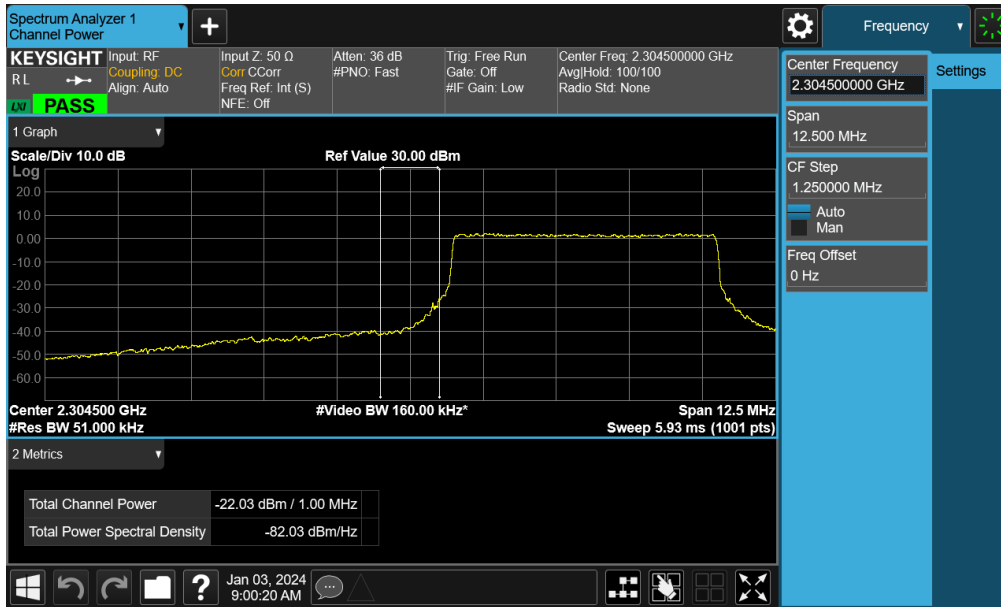 Spectrum Analyzer 1
Channel Power
Frequency
KEYSIGHT
Input: RF
Coupling: DC
Align: Auto
Input Z: 50 Ω
Corr CCorr
Freq Ref: Int (S)
NFE: Off
Atten: 36 dB
#PNO: Fast
Trig: Free Run
Gate: Off
#IF Gain: Low
Center Freq: 2.304500000 GHz
Avg|Hold: 100/100
Radio Std: None
R L
LXI
PASS
Center Frequency
2.304500000 GHz
Settings
Span
12.500 MHz
CF Step
1.250000 MHz
Auto
Man
Freq Offset
0 Hz
1 Graph
Scale/Div 10.0 dB
Ref Value 30.00 dBm
Log
20.0
10.0
0.00
-10.0
-20.0
-30.0
-40.0
-50.0
-60.0
Center 2.304500 GHz
#Video BW 160.00 kHz*
Span 12.5 MHz
#Res BW 51.000 kHz
Sweep 5.93 ms (1001 pts)
2 Metrics
Total Channel Power -22.03 dBm / 1.00 MHz
Total Power Spectral Density -82.03 dBm/Hz
?
Jan 03, 2024
9:00:20 AM